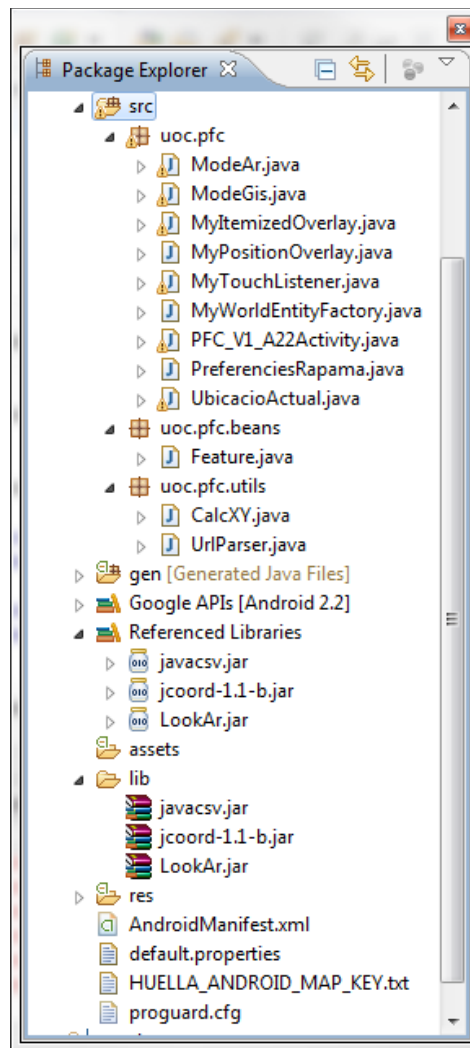 Package Explorer
src
uoc.pfc
ModeAr.java
ModeGis.java
MyItemizedOverlay.java
MyPositionOverlay.java
MyTouchListener.java
MyWorldEntityFactory.java
PFC_V1_A22Activity.java
PreferenciesRapama.java
UbicacioActual.java
uoc.pfc.beans
Feature.java
uoc.pfc.utils
CalcXY.java
UrlParser.java
gen [Generated Java Files]
Google APIs [Android 2.2]
Referenced Libraries
javacsv.jar
jcoord-1.1-b.jar
LookAr.jar
assets
lib
javacsv.jar
jcoord-1.1-b.jar
LookAr.jar
res
AndroidManifest.xml
default.properties
HUELLA_ANDROID_MAP_KEY.txt
proguard.cfg